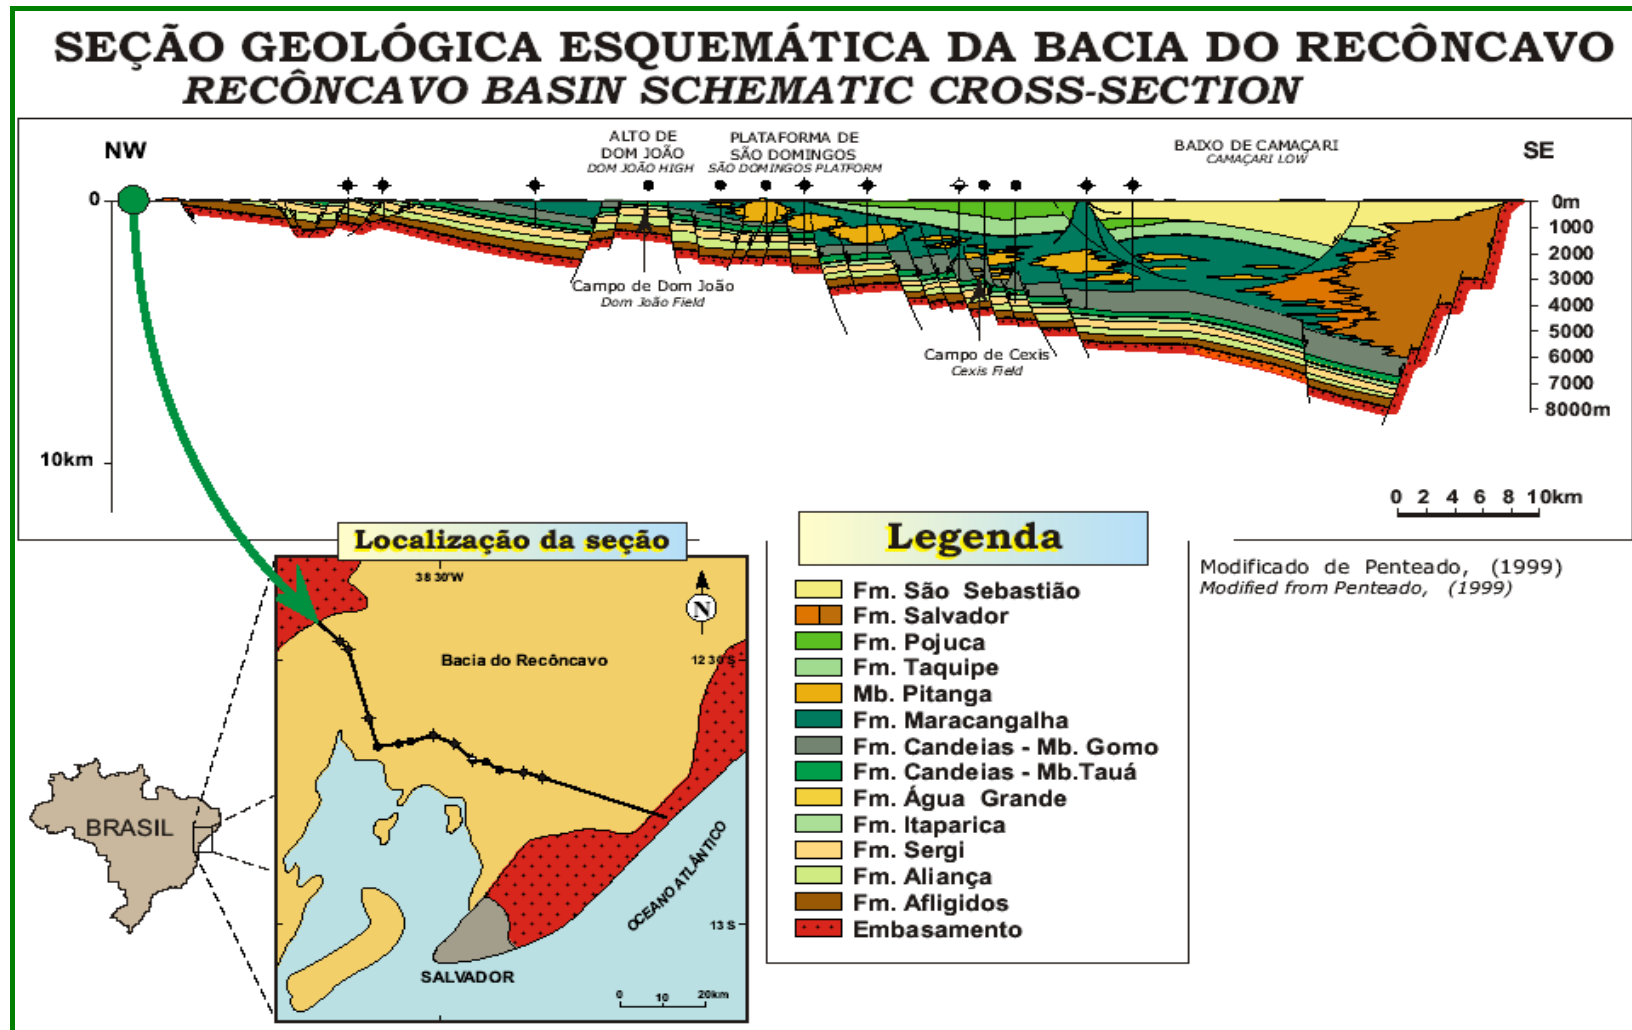 SEÇÃO GEOLÓGICA ESQUEMÁTICA DA BACIA DO RECÔNCAVO
RECÔNCAVO BASIN SCHEMATIC CROSS-SECTION
NW
ALTO DE
DOM JOÃO
DOM JOÃO HIGH
PLATAFORMA DE
SÃO DOMINGOS
SÃO DOMINGOS PLATFORM
BAIXO DE CAMAÇARI
CAMAÇARI LOW
SE
0
10km
0m
1000
2000
3000
4000
5000
6000
7000
8000m
Campo de Dom João
Dom João Field
Campo de Cexis
Cexis Field
0 2 4 6 8 10km
Modificado de Penteado, (1999)
Modified from Penteado, (1999)
Localização da seção
38 30'W
N
Bacia do Recôncavo
12 30'S
BRASIL
OCEANO ATLÂNTICO
13 S
SALVADOR
0 10 20km
Legenda
Fm. São Sebastião
Fm. Salvador
Fm. Pojuca
Fm. Taquipe
Mb. Pitanga
Fm. Maracangalha
Fm. Candeias - Mb. Gomo
Fm. Candeias - Mb.Tauá
Fm. Água Grande
Fm. Itaparica
Fm. Sergi
Fm. Aliança
Fm. Afligidos
Embasamento